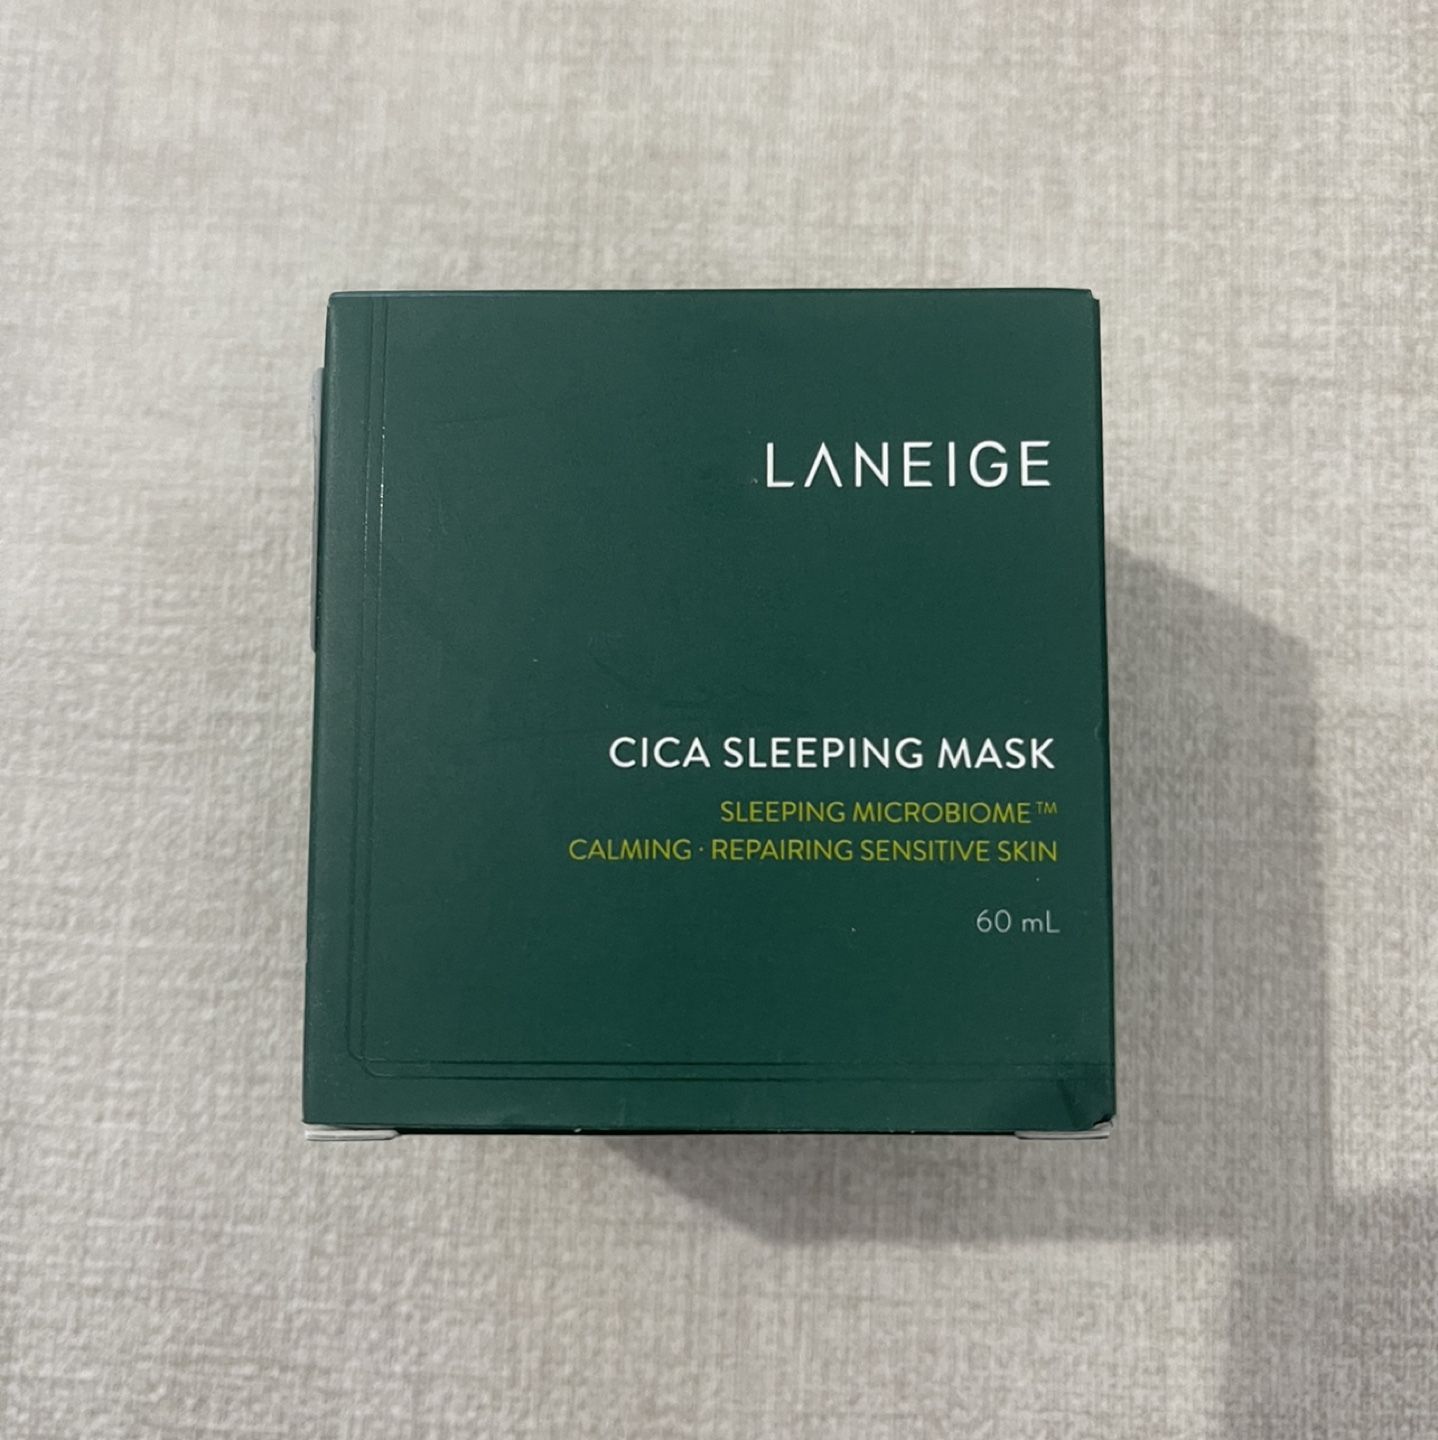 LANEIGE
CICA SLEEPING MASK
SLEEPING MICROBIOME™
CALMING · REPAIRING SENSITIVE SKIN
60 mL